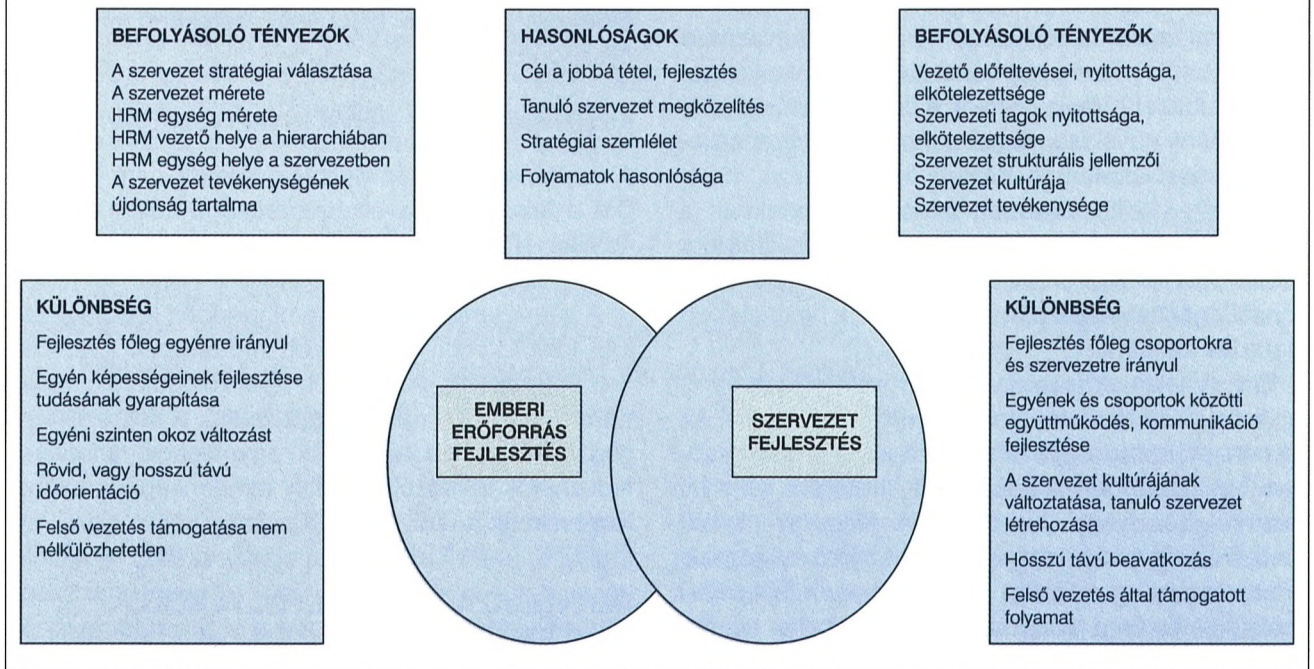 BEFOLYÁSOLÓ TÉNYEZŐK
A szervezet stratégiai választása
A szervezet mérete
HRM egység mérete
HRM vezető helye a hierarchiában
HRM egység helye a szervezetben
A szervezet tevékenységének
újdonság tartalma
HASONLÓSÁGOK
Cél a jobbá tétel, fejlesztés
Tanuló szervezet megközelítés
Stratégiai szemlélet
Folyamatok hasonlósága
BEFOLYÁSOLÓ TÉNYEZŐK
Vezető előfeltevései, nyitottsága,
elkötelezettsége
Szervezeti tagok nyitottsága,
elkötelezettsége
Szervezet strukturális jellemzői
Szervezet kultúrája
Szervezet tevékenysége
KÜLÖNBSÉG
Fejlesztés főleg egyénre irányul
Egyén képességeinek fejlesztése
tudásának gyarapítása
Egyéni szinten okoz változást
Rövid, vagy hosszú távú
időorientáció
Felső vezetés támogatása nem
nélkülözhetetlen
EMBERI
ERŐFORRÁS
FEJLESZTÉS
SZERVEZET
FEJLESZTÉS
KÜLÖNBSÉG
Fejlesztés főleg csoportokra
és szervezetre irányul
Egyének és csoportok közötti
együttműködés, kommunikáció
fejlesztése
A szervezet kultúrájának
változtatása, tanuló szervezet
létrehozása
Hosszú távú beavatkozás
Felső vezetés által támogatott
folyamat